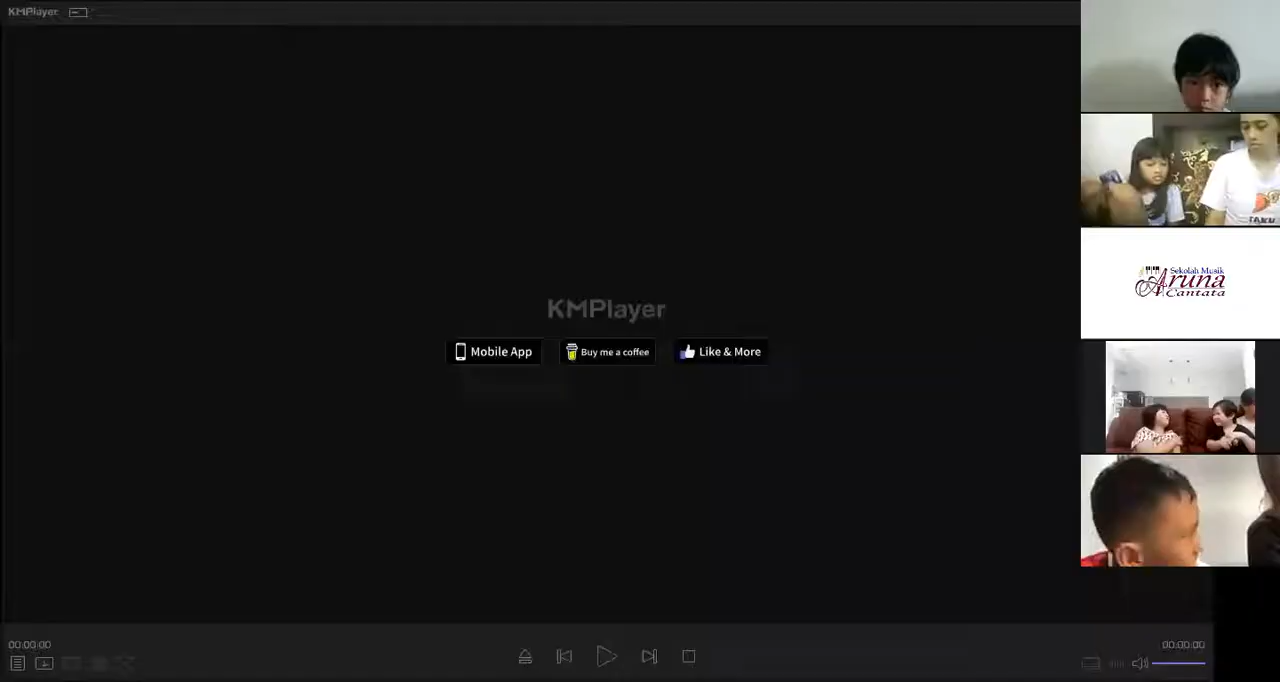 KMPlayer
KMPlayer
Mobile App
Buy me a coffee
Like & More
Sekolah Musik
Aruna
Cantata
TAKU
00:00:00
00:00:00